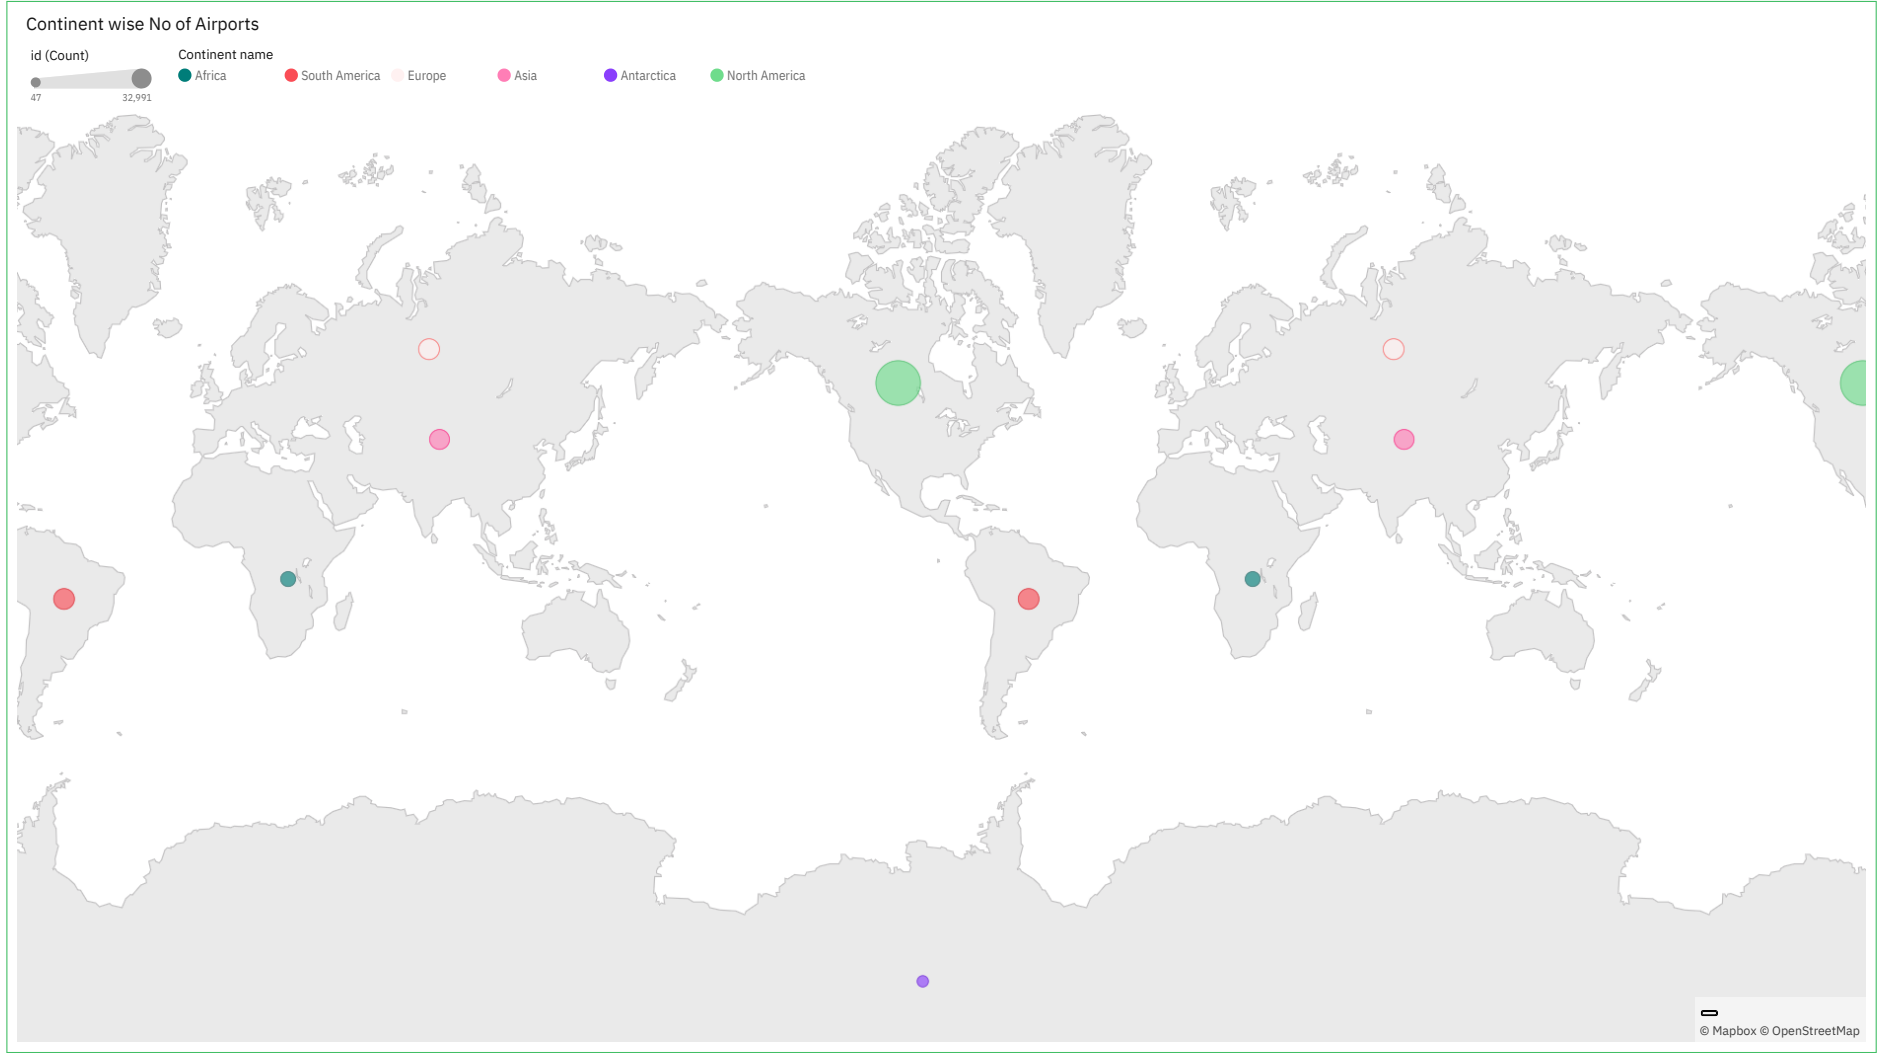 Continent wise No of Airports
id (Count)
47 32,991
Continent name
Africa South America Europe Asia Antarctica North America
© Mapbox © OpenStreetMap